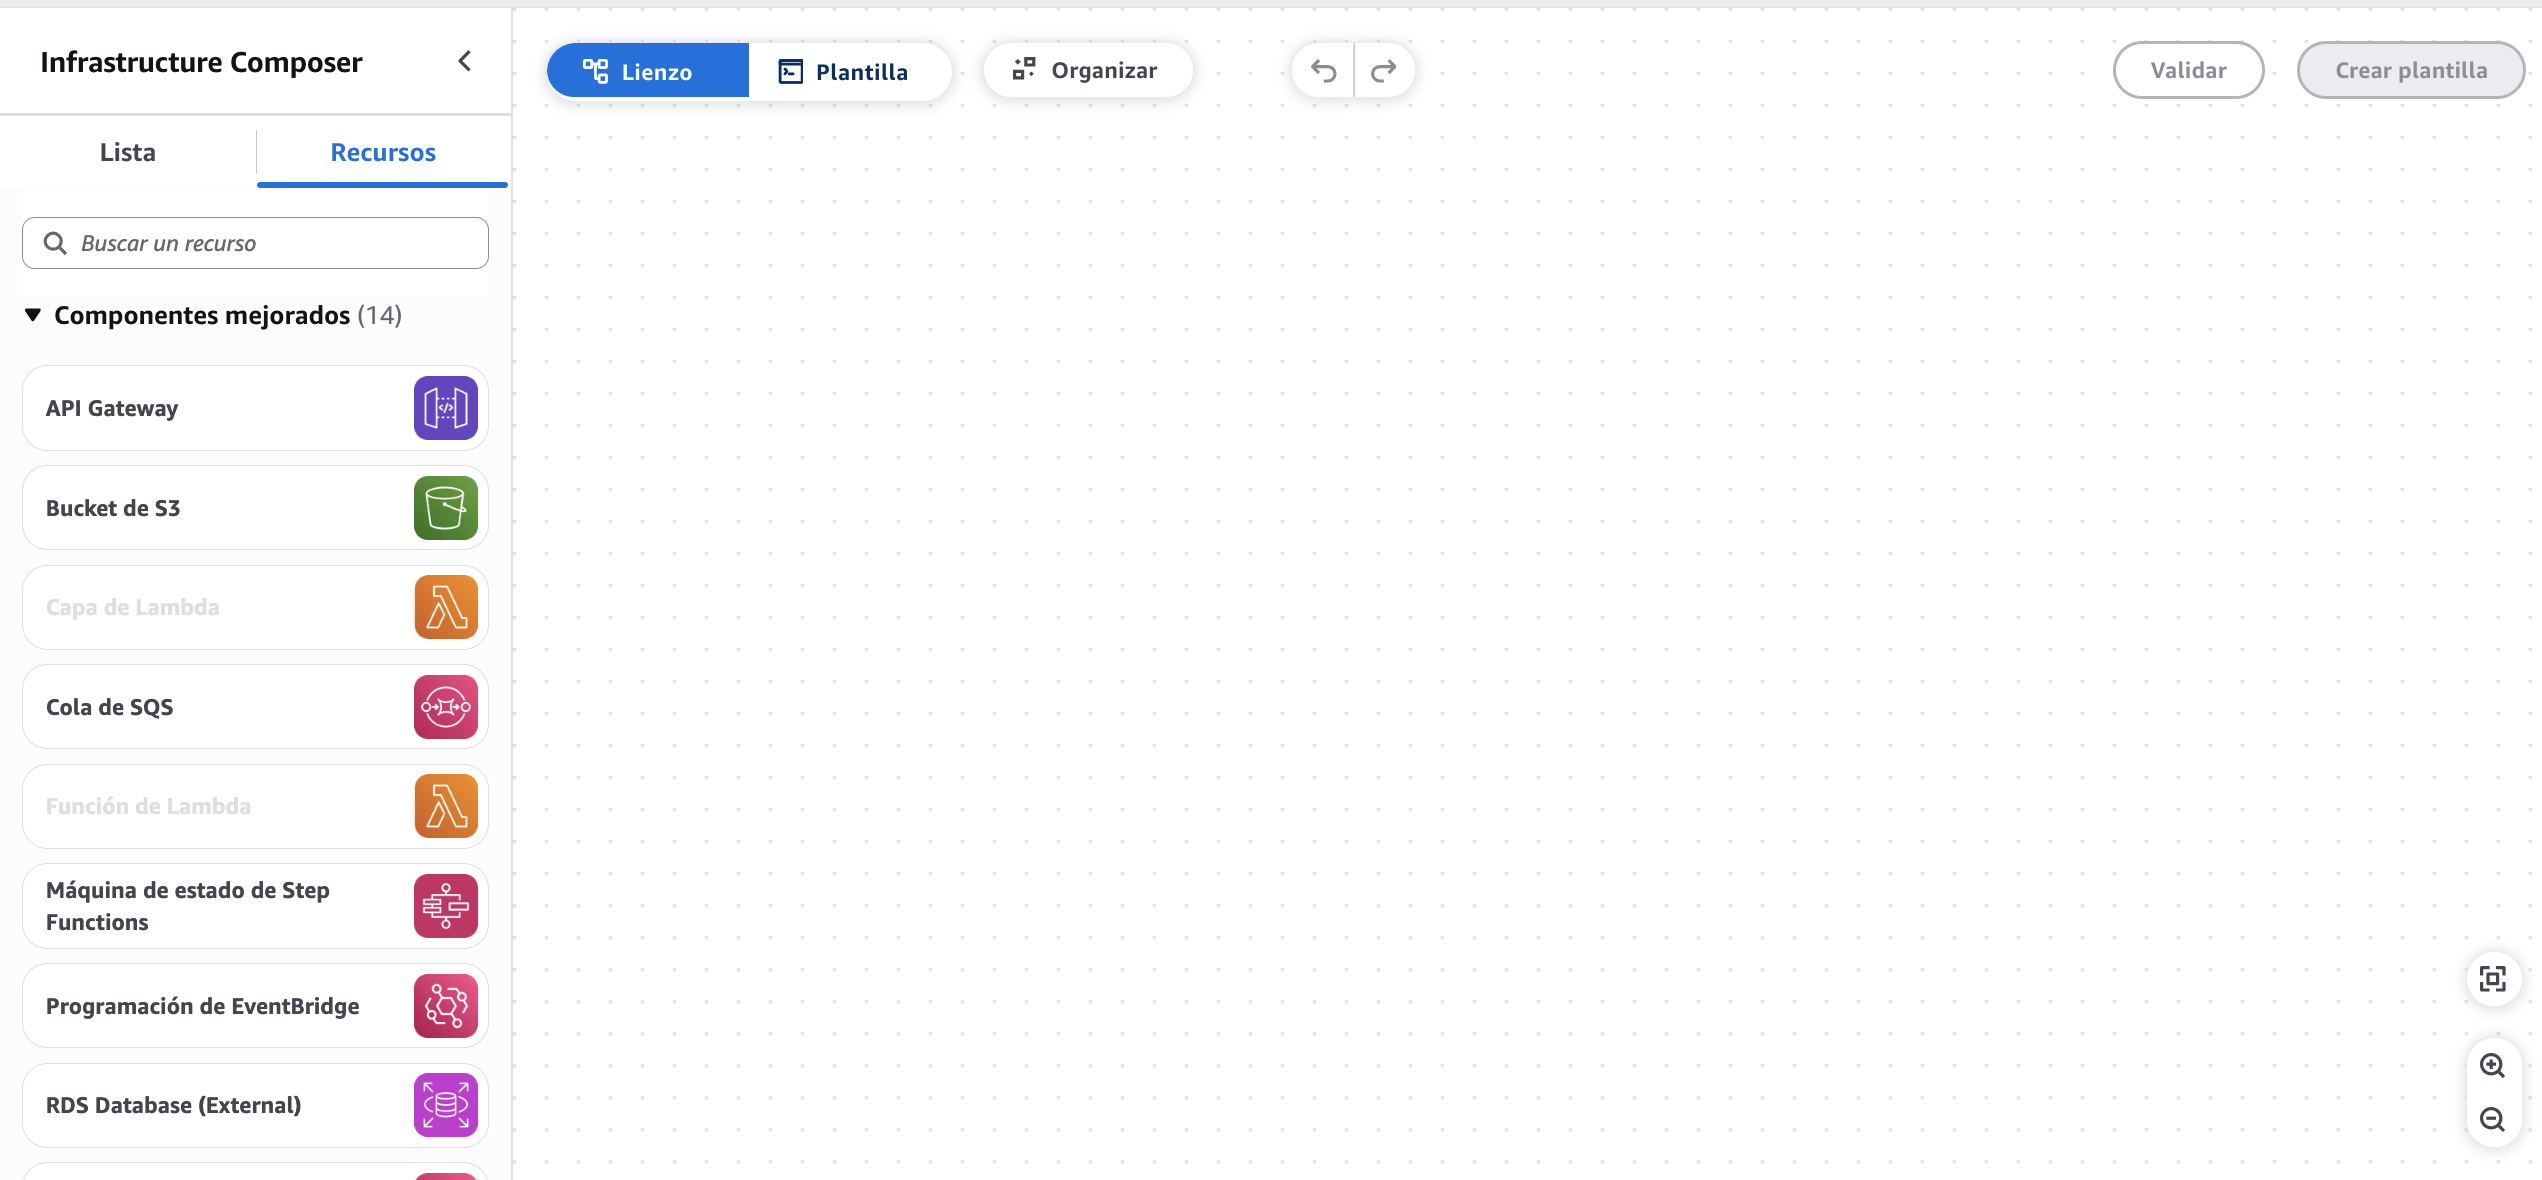 Infrastructure Composer
Lienzo
Plantilla
Organizar
Validar
Crear plantilla
Lista
Recursos
Buscar un recurso
Componentes mejorados (14)
API Gateway
Bucket de S3
Capa de Lambda
Cola de SQS
Función de Lambda
Máquina de estado de Step
Functions
Programación de EventBridge
RDS Database (External)